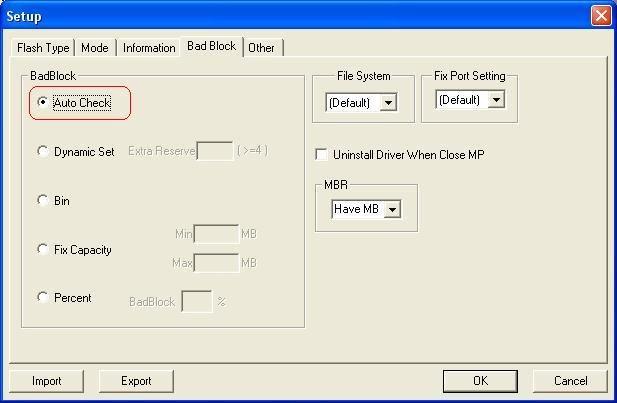 Setup
Flash Type Mode Information Bad Block Other
BadBlock
Auto Check
Dynamic Set Extra Reserve ( >=4 )
Bin
Fix Capacity
Min MB
Max MB
Percent BadBlock %
File System
(Default)
Fix Port Setting
(Default)
Uninstall Driver When Close MP
MBR
Have MB
Import Export OK Cancel